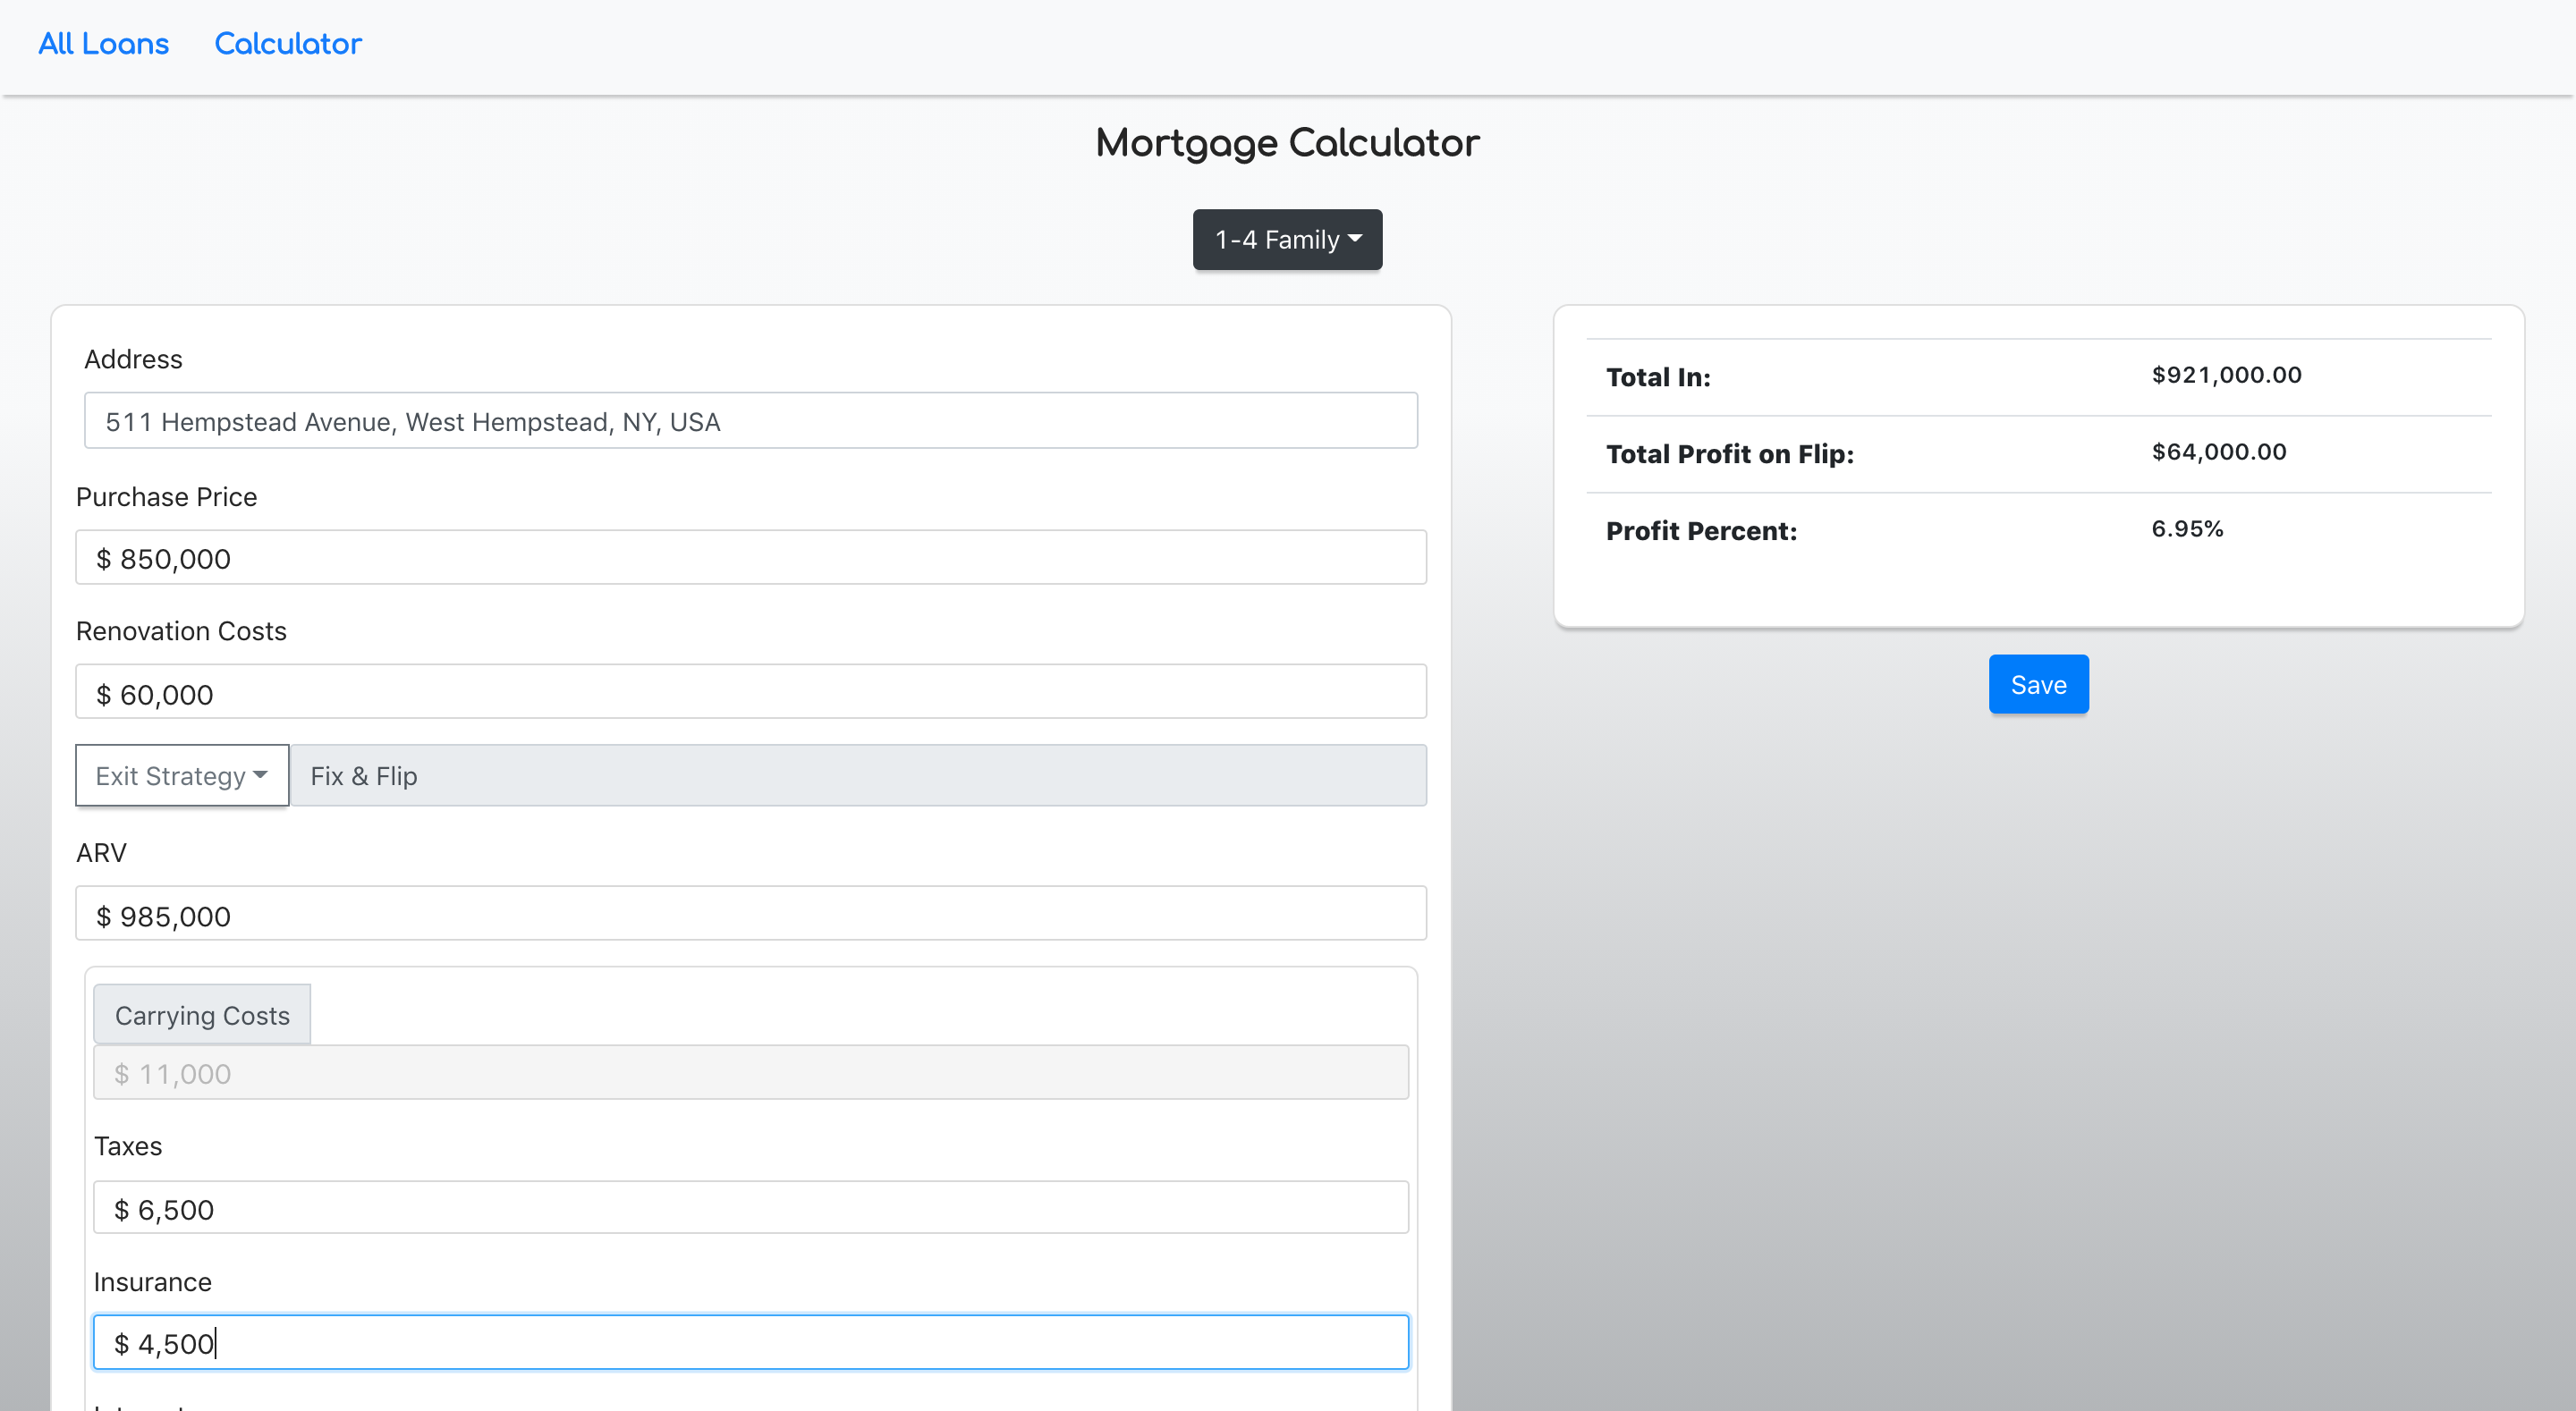 All Loans Calculator
Mortgage Calculator
1-4 Family
Address
511 Hempstead Avenue, West Hempstead, NY, USA
Purchase Price
$ 850,000
Renovation Costs
$ 60,000
Exit Strategy Fix & Flip
ARV
$ 985,000
Carrying Costs
$ 11,000
Taxes
$ 6,500
Insurance
$ 4,500
Total In: $921,000.00
Total Profit on Flip: $64,000.00
Profit Percent: 6.95%
Save